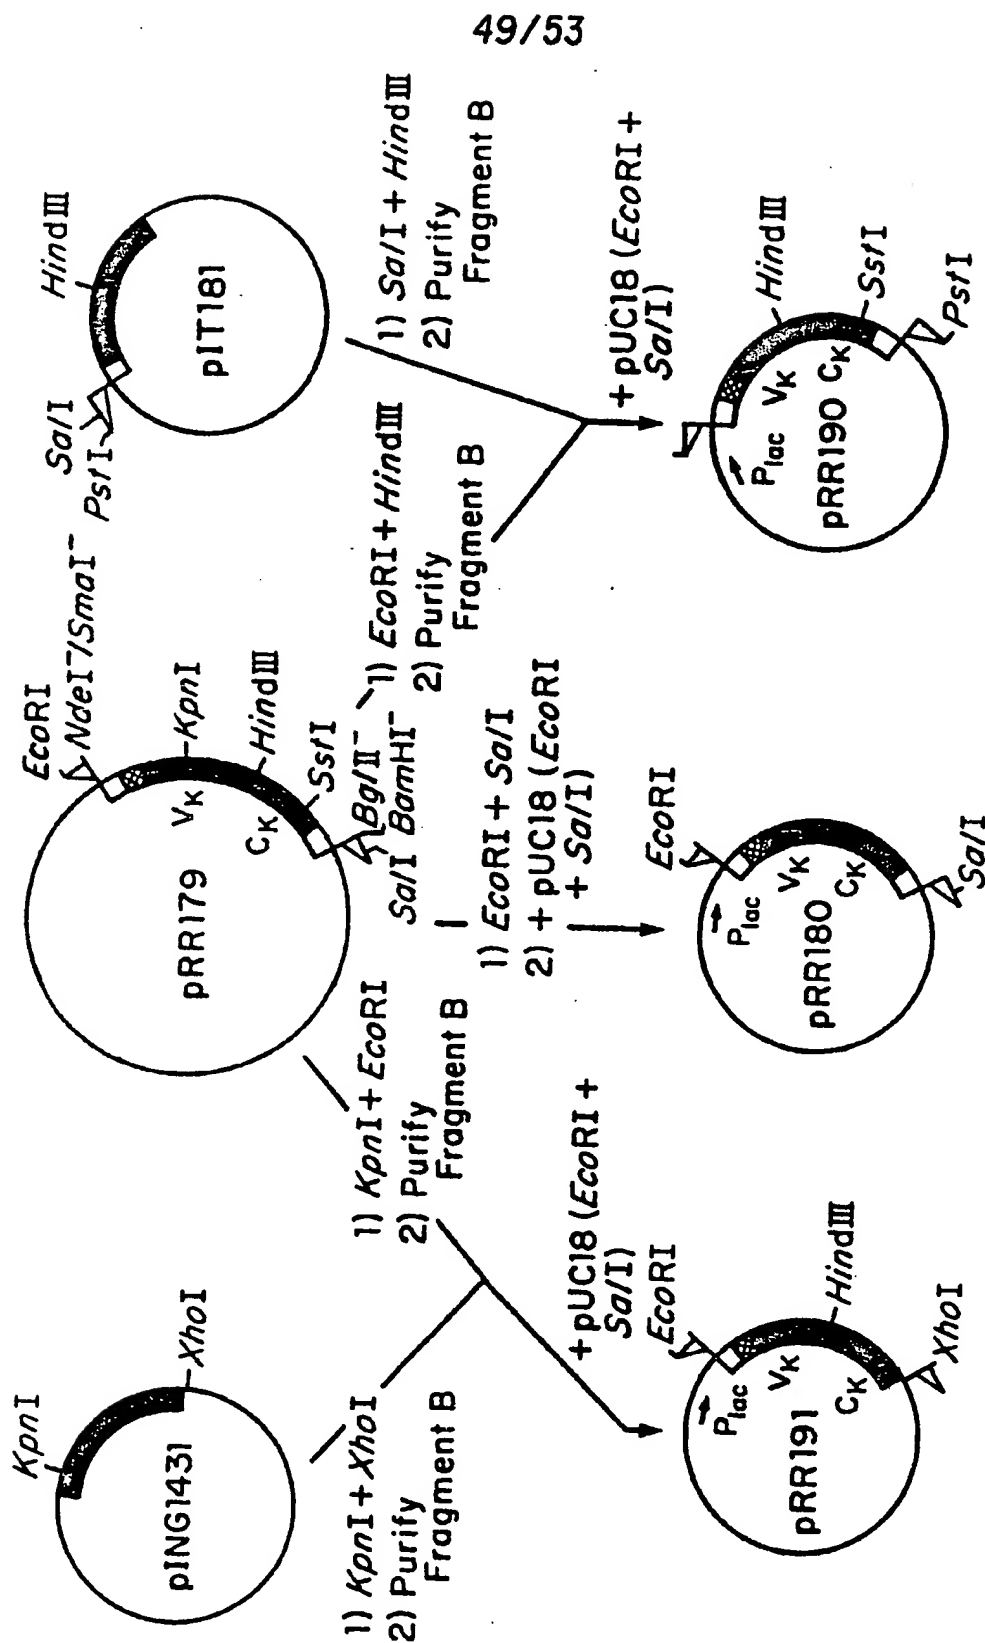 49/53
KpnI
XhoI
pING1431
1) KpnI + XhoI
2) Purify
Fragment B
EcoRI
NdeI⁻/SmaI⁻
KpnI
VK
HindIII
CK
SstI
BglII⁻
SalI BamHI⁻
pRR179
1) KpnI + EcoRI
2) Purify
Fragment B
1) EcoRI + SalI
2) + pUC18 (EcoRI
+ SalI)
1) EcoRI + HindIII
2) Purify
Fragment B
HindIII
SalI
PstI
pIT181
1) SalI + HindIII
2) Purify
Fragment B
+ pUC18 (EcoRI +
SalI)
EcoRI
Plac
VK
HindIII
CK
XhoI
pRR191
EcoRI
Plac
VK
CK
SalI
pRR180
+ pUC18 (EcoRI +
SalI)
Plac
VK
HindIII
CK
SstI
PstI
pRR190